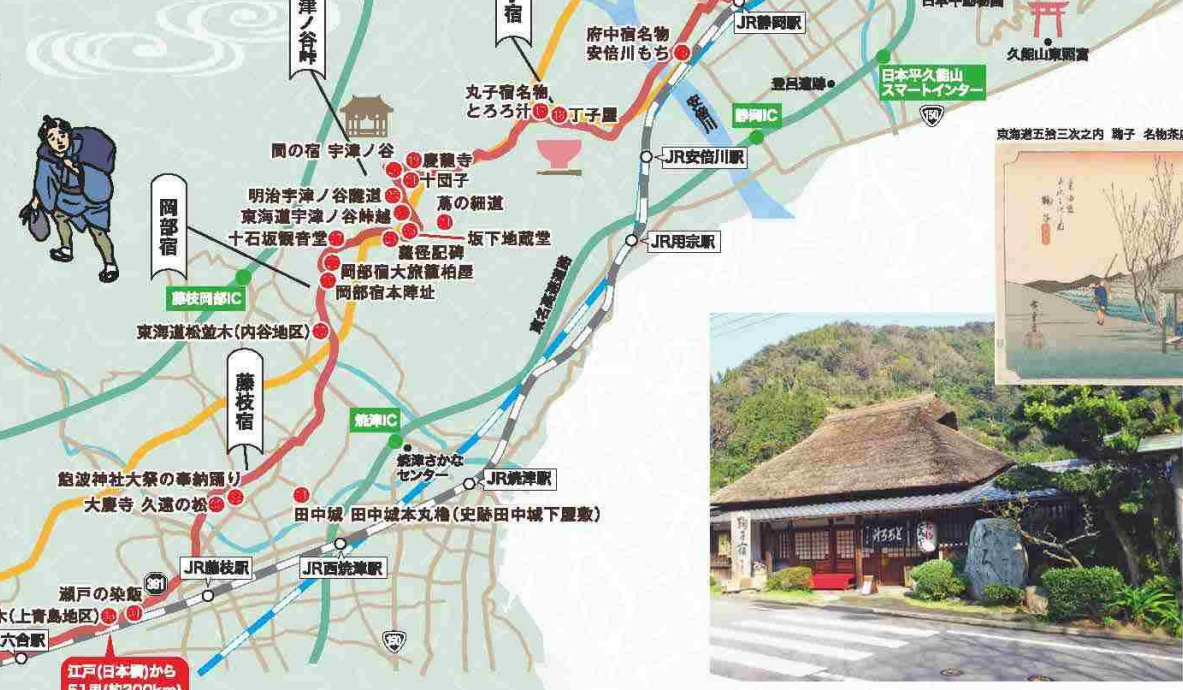 津ノ谷峠
宿
JR静岡駅
府中宿名物
安倍川もち
久能山東照宮
日本平久能山
スマートインター
150
登呂遺跡
静岡IC
安倍川
丸子宿名物
とろろ汁
丁子屋
JR安倍川駅
東海道五拾三次之内 鞠子 名物茶店
間の宿 宇津ノ谷
慶龍寺
十団子
明治宇津ノ谷隧道
蔦の細道
東海道宇津ノ谷峠越
十石坂観音堂
坂下地蔵堂
蘿径記碑
岡部宿
岡部宿大旅籠柏屋
岡部宿本陣址
JR用宗駅
藤枝岡部IC
東名高速道路
東海道松並木(内谷地区)
藤枝宿
焼津IC
焼津さかな
センター
飽波神社大祭の奉納踊り
大慶寺 久遠の松
JR焼津駅
田中城 田中城本丸櫓(史跡田中城下屋敷)
JR藤枝駅
JR西焼津駅
瀬戸の染飯
381
木(上青島地区)
六合駅
150
江戸(日本橋)から